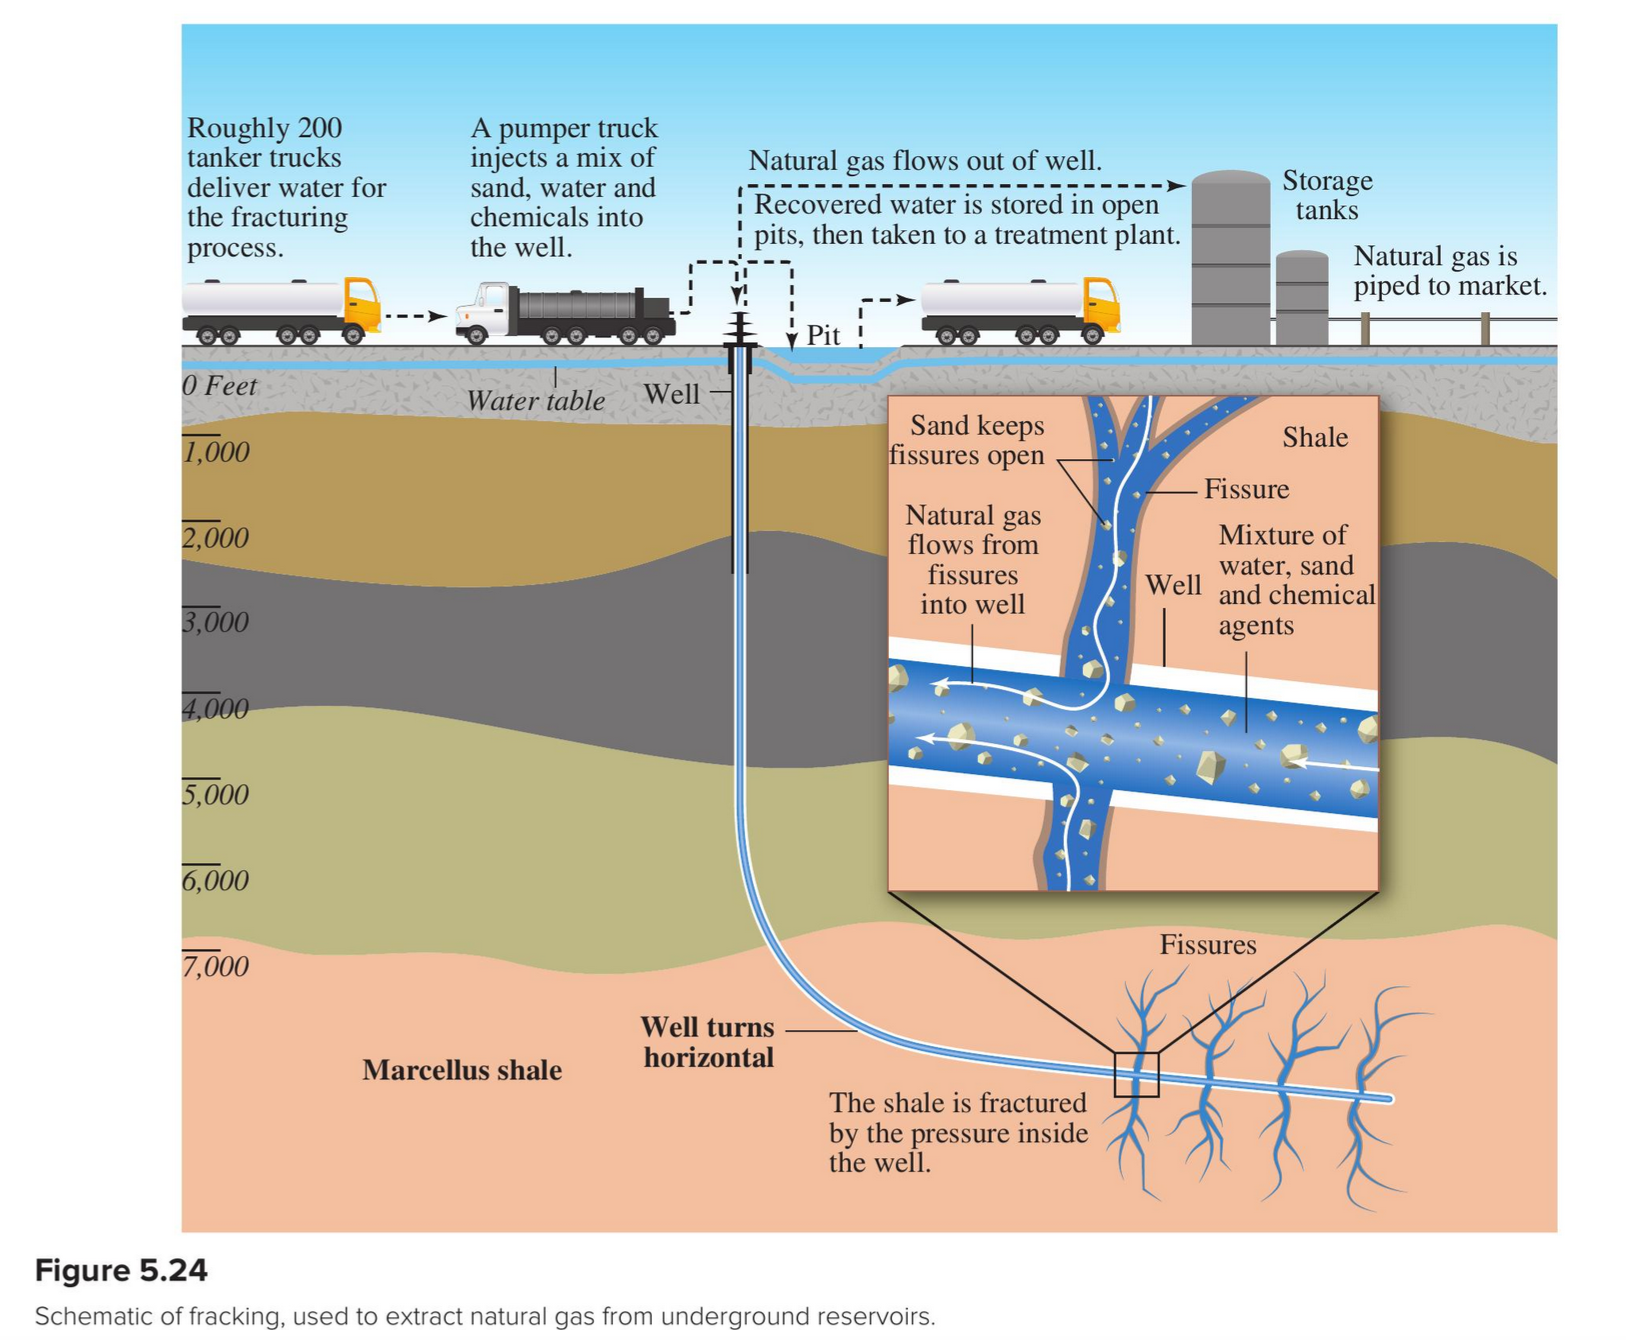 Roughly 200
tanker trucks
deliver water for
the fracturing
process.
A pumper truck
injects a mix of
sand, water and
chemicals into
the well.
Natural gas flows out of well.
Recovered water is stored in open
pits, then taken to a treatment plant.
Storage
tanks
Natural gas is
piped to market.
Pit
0 Feet
Water table
Well
1,000
2,000
3,000
4,000
5,000
6,000
7,000
Sand keeps
fissures open
Shale
Fissure
Natural gas
flows from
fissures
into well
Well
Mixture of
water, sand
and chemical
agents
Fissures
Well turns
horizontal
Marcellus shale
The shale is fractured
by the pressure inside
the well.
Figure 5.24
Schematic of fracking, used to extract natural gas from underground reservoirs.